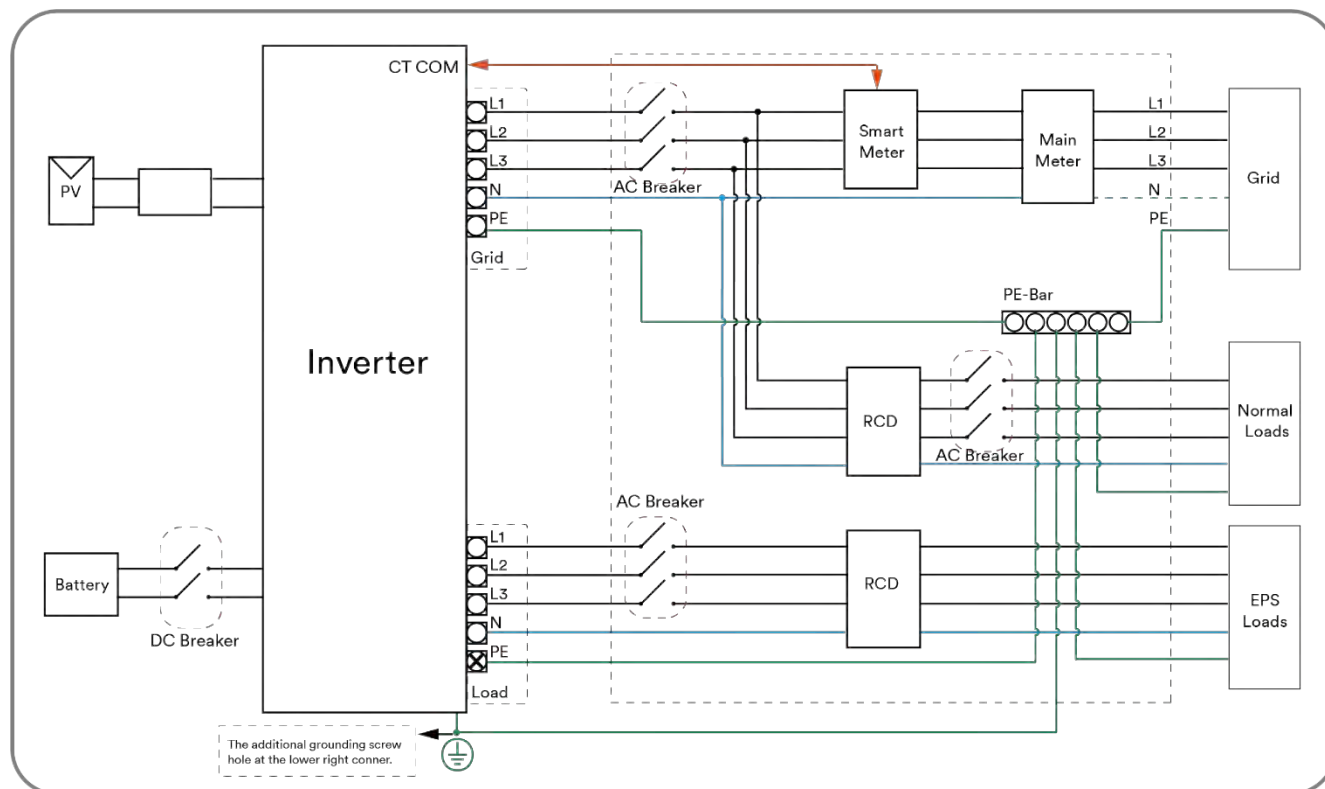 CT COM
L1
L2
L3
N
PE
Grid
AC Breaker
Smart
Meter
Main
Meter
L1
L2
L3
N
PE
Grid
PV
PE-Bar
Inverter
RCD
AC Breaker
Normal
Loads
AC Breaker
L1
L2
L3
N
PE
Load
RCD
EPS
Loads
Battery
DC Breaker
The additional grounding screw
hole at the lower right conner.